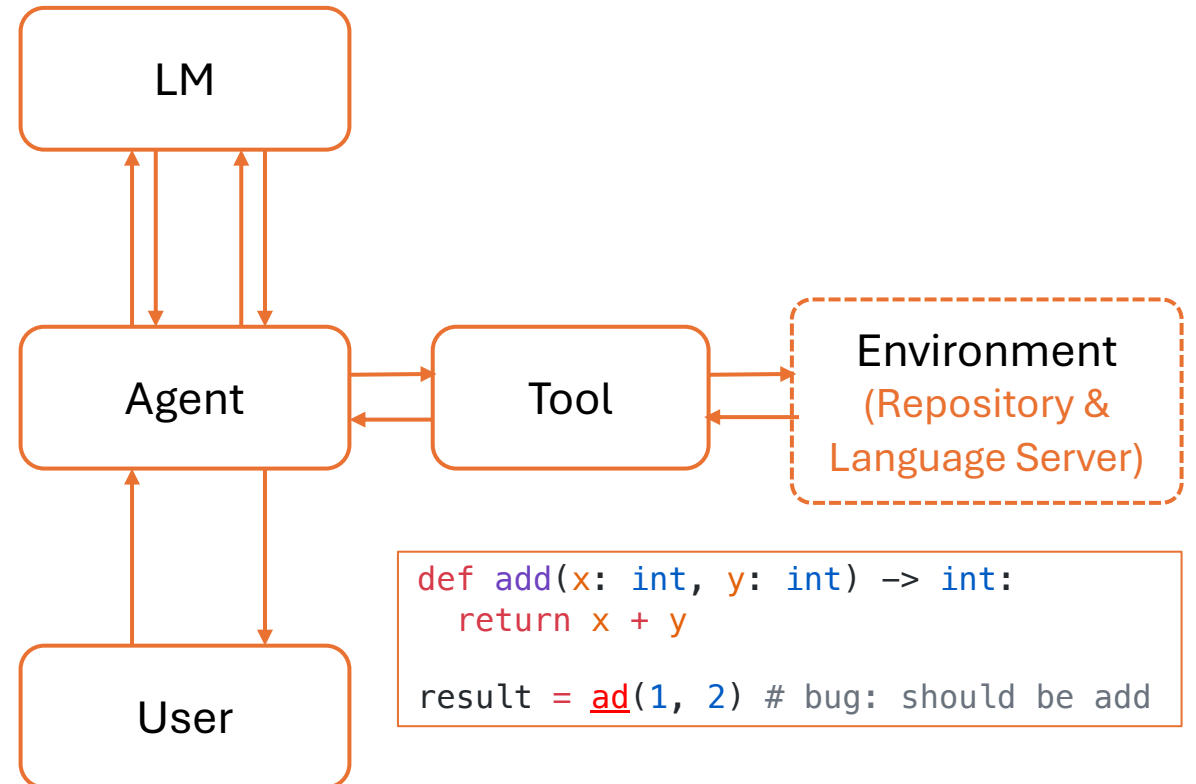 LM
Agent
Tool
Environment
(Repository &
Language Server)
def add(x: int, y: int) –> int:
  return x + y
result = ad(1, 2) # bug: should be add
User